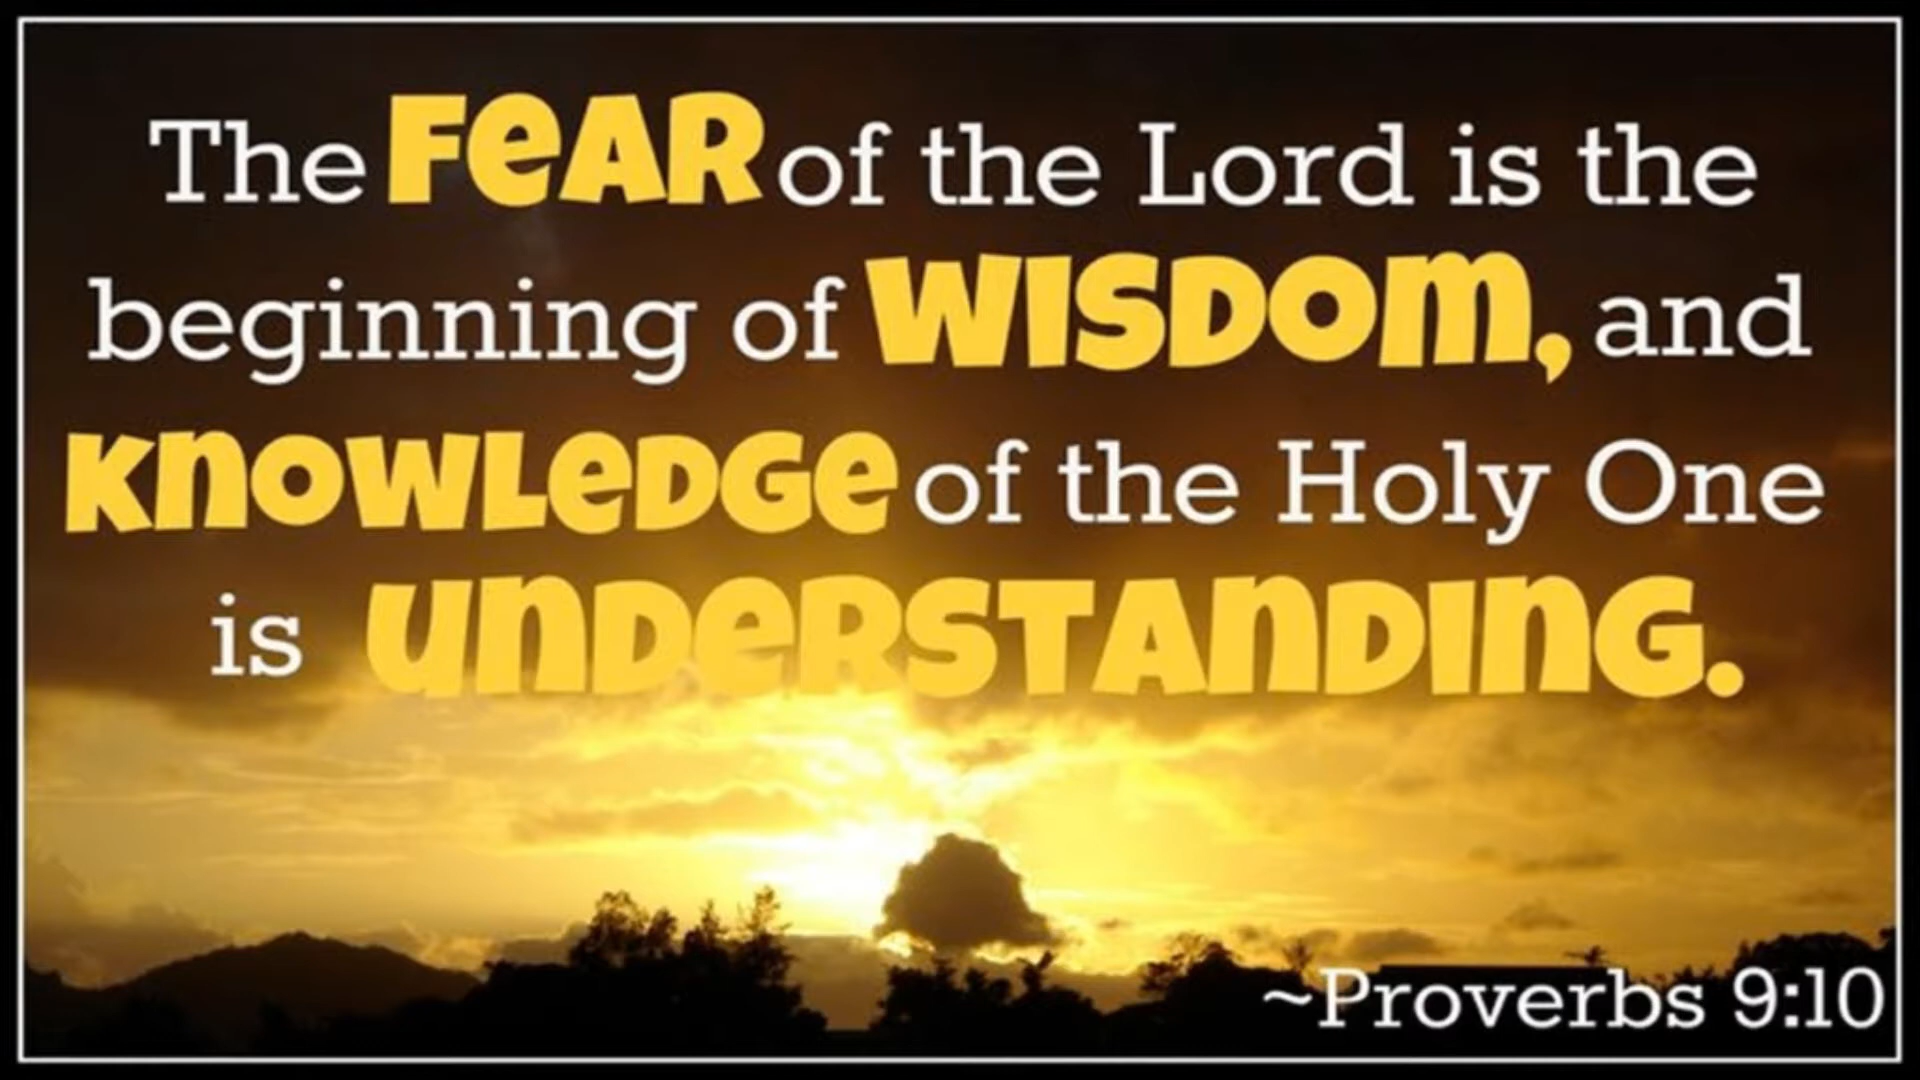 The FeAR of the Lord is the
beginning of WISDOm, and
KnOWLeDGe of the Holy One
is unDeRSTAnDInG.
~Proverbs 9:10